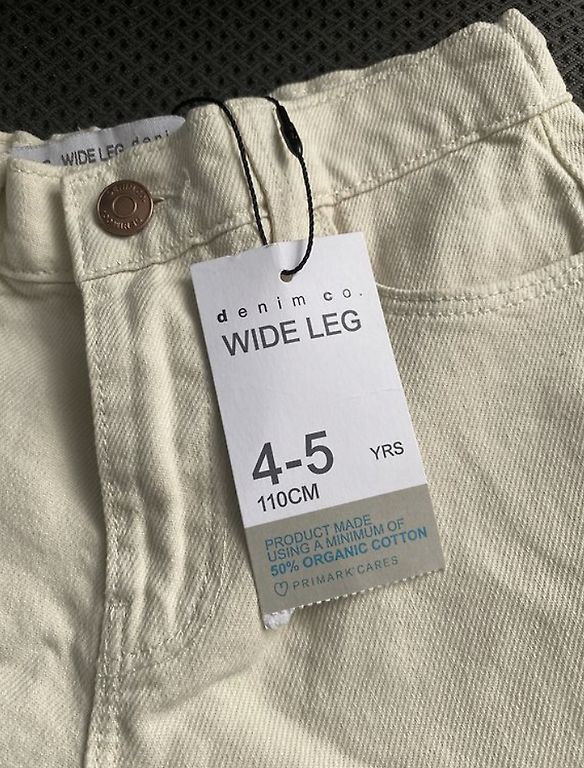 WIDE LEG deni
denim co.
WIDE LEG
4-5 YRS
110CM
PRODUCT MADE
USING A MINIMUM OF
50% ORGANIC COTTON
PRIMARK CARES